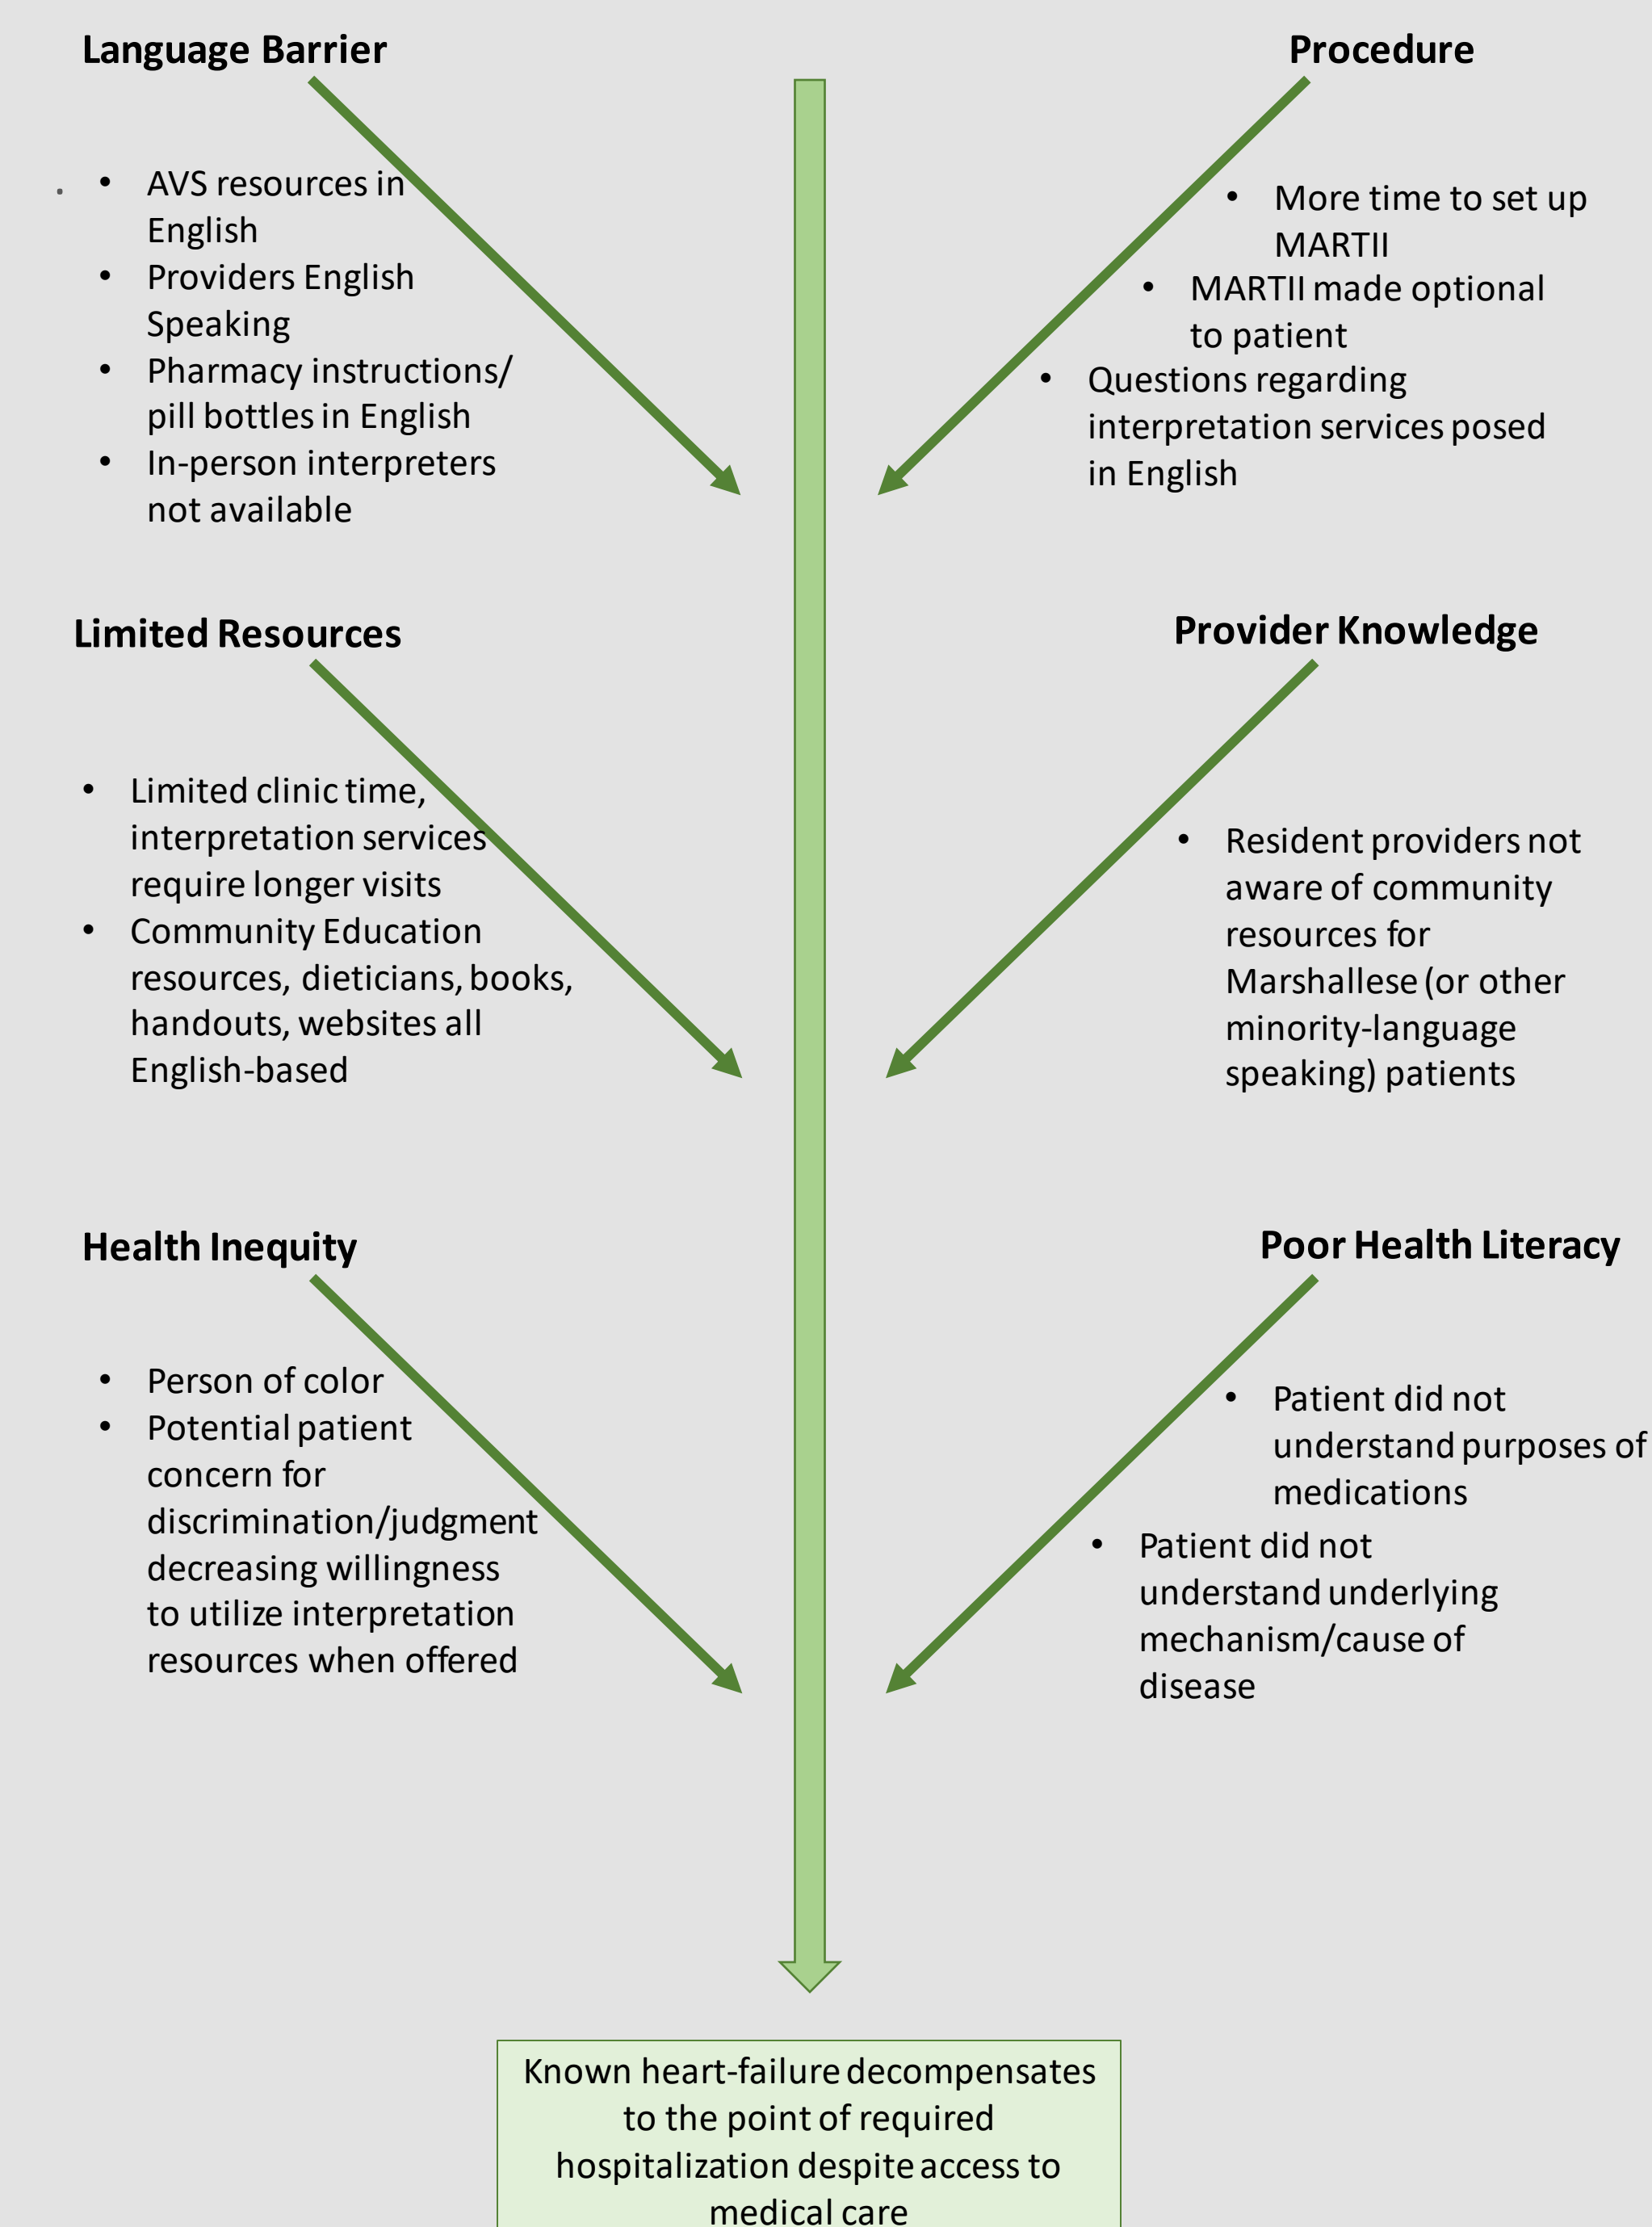 Language Barrier
• AVS resources in
English
• Providers English
Speaking
• Pharmacy instructions/
pill bottles in English
• In-person interpreters
not available
Procedure
• More time to set up
MARTII
• MARTII made optional
to patient
• Questions regarding
interpretation services posed
in English
Limited Resources
• Limited clinic time,
interpretation services
require longer visits
• Community Education
resources, dieticians, books,
handouts, websites all
English-based
Provider Knowledge
• Resident providers not
aware of community
resources for
Marshallese (or other
minority-language
speaking) patients
Health Inequity
• Person of color
• Potential patient
concern for
discrimination/judgment
decreasing willingness
to utilize interpretation
resources when offered
Poor Health Literacy
• Patient did not
understand purposes of
medications
• Patient did not
understand underlying
mechanism/cause of
disease
Known heart-failure decompensates
to the point of required
hospitalization despite access to
medical care